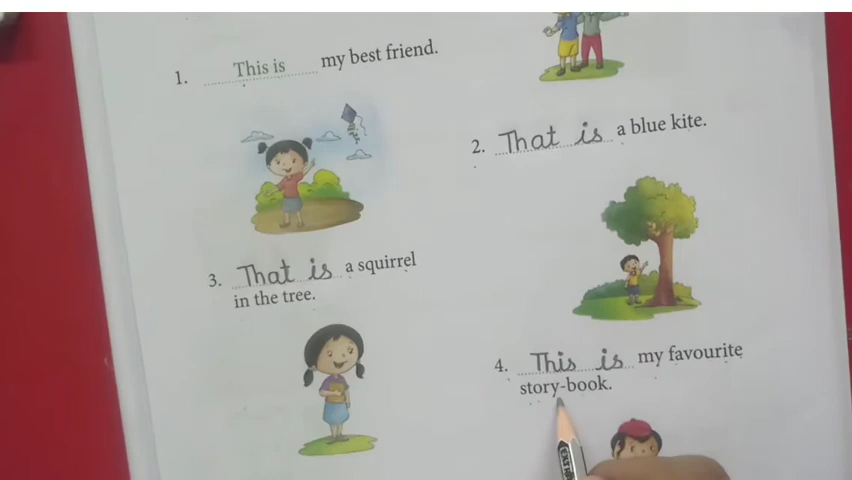 1. This is my best friend.
2. That is a blue kite.
3. That is a squirrel
in the tree.
4. This is my favourite
story-book.